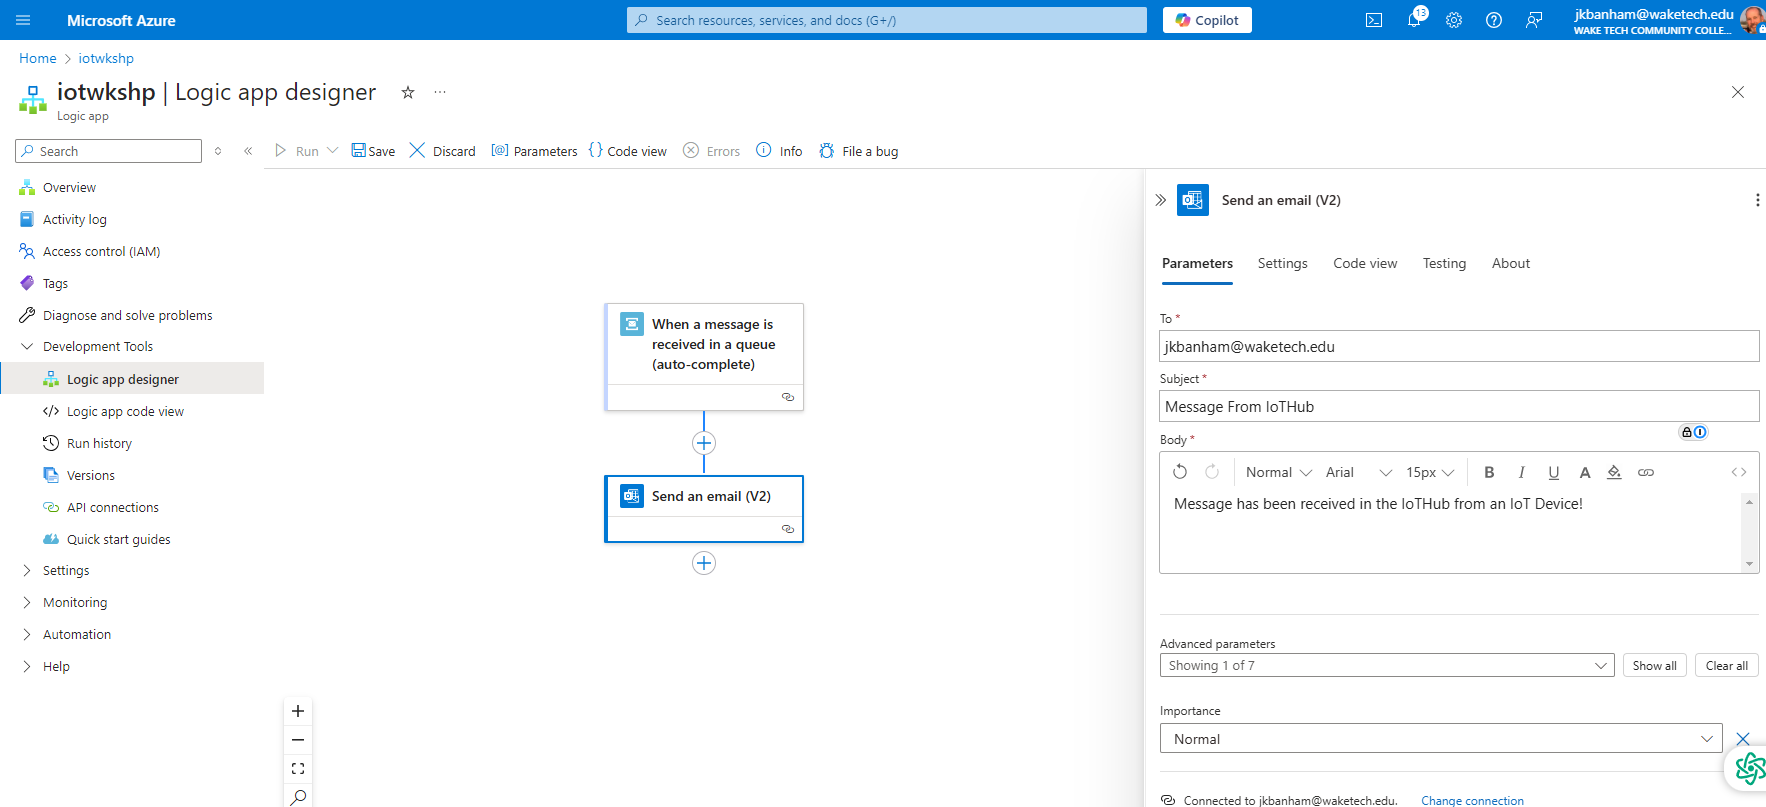 Microsoft Azure
Search resources, services, and docs (G+/)
Copilot
13
jkbanham@waketech.edu
WAKE TECH COMMUNITY COLLE...
Home > iotwkshp
iotwkshp | Logic app designer
Logic app
Search
Run
Save
Discard
Parameters
Code view
Errors
Info
File a bug
Overview
Activity log
Access control (IAM)
Tags
Diagnose and solve problems
Development Tools
Logic app designer
Logic app code view
Run history
Versions
API connections
Quick start guides
Settings
Monitoring
Automation
Help
When a message is
received in a queue
(auto-complete)
Send an email (V2)
Send an email (V2)
Parameters
Settings
Code view
Testing
About
To *
jkbanham@waketech.edu
Subject *
Message From IoTHub
Body *
Normal
Arial
15px
B
I
U
A
Message has been received in the IoTHub from an IoT Device!
Advanced parameters
Showing 1 of 7
Show all
Clear all
Importance
Normal
Connected to jkbanham@waketech.edu.
Change connection